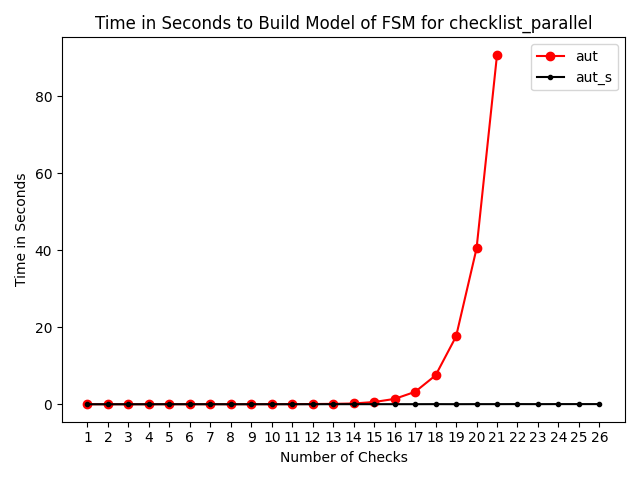 Time in Seconds to Build Model of FSM for checklist_parallel
aut
aut_s
80
60
40
20
0
Time in Seconds
1 2 3 4 5 6 7 8 9 10 11 12 13 14 15 16 17 18 19 20 21 22 23 24 25 26
Number of Checks